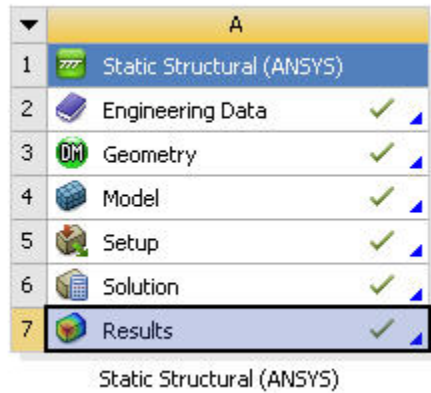 A
1 Static Structural (ANSYS)
2 Engineering Data
3 DM Geometry
4 Model
5 Setup
6 Solution
7 Results
Static Structural (ANSYS)